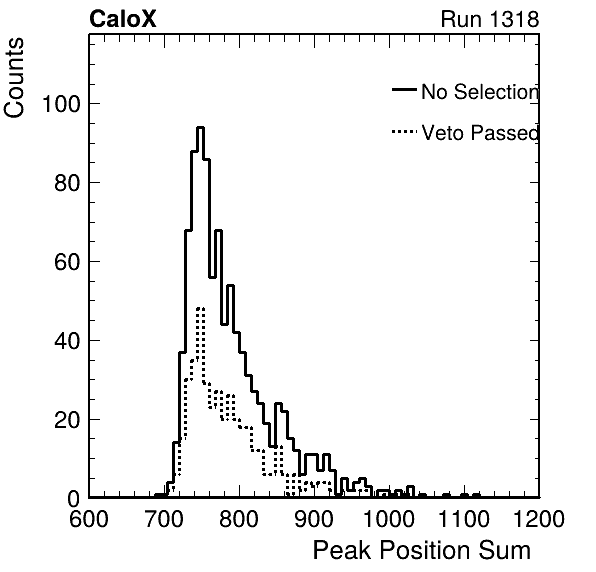 CaloX Run 1318
Counts
No Selection
Veto Passed
100
80
60
40
20
0
600 700 800 900 1000 1100 1200
Peak Position Sum